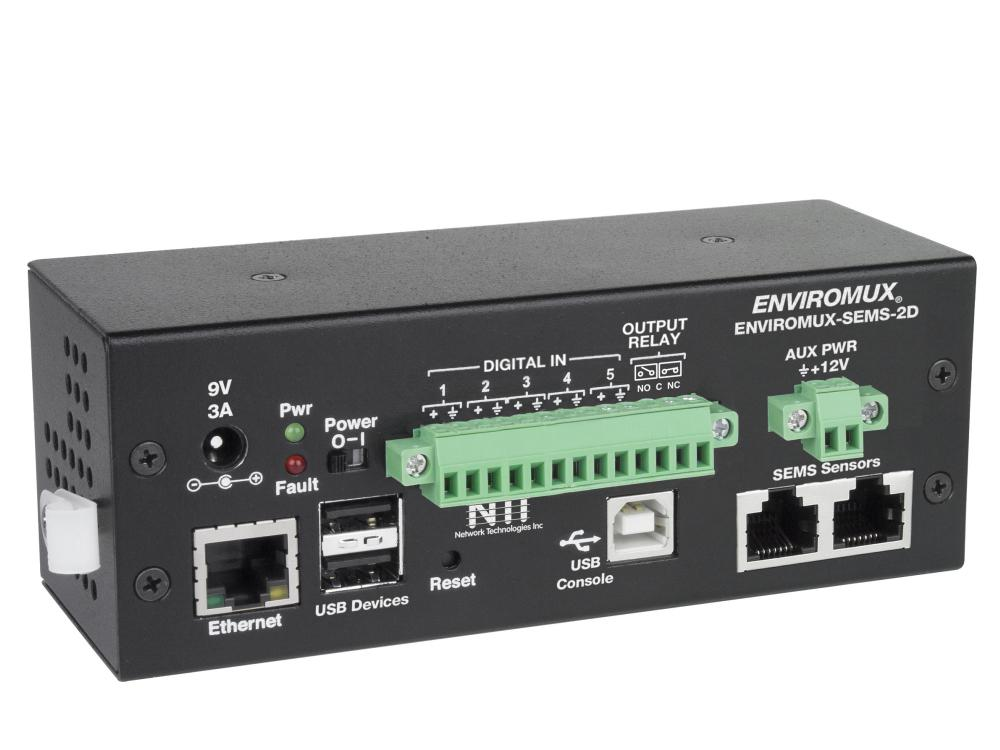 ENVIROMUX®
ENVIROMUX-SEMS-2D
OUTPUT
RELAY
DIGITAL IN
1 2 3 4 5
NO C NC
+ + + + +
AUX PWR
+12V
9V
3A
Pwr
Fault
Power
O-I
SEMS Sensors
NTI
Network Technologies Inc
Ethernet
USB Devices
Reset
USB
Console